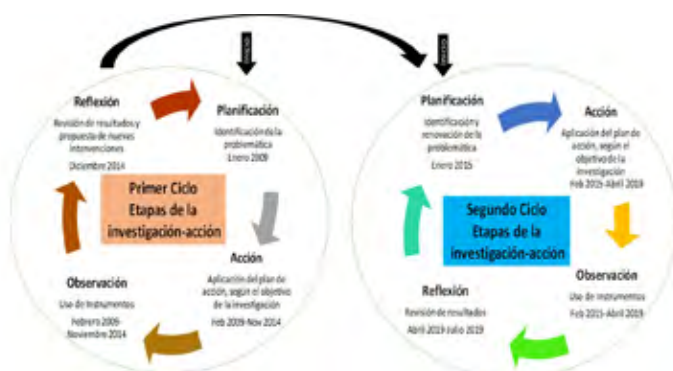 Reflexión
Revisión de resultados y
propuesta de nuevas
intervenciones
Diciembre 2014
Planificación
Identificación de la
problemática
Enero 2009
Primer Ciclo
Etapas de la
investigación-acción
Acción
Aplicación del plan de
acción, según el objetivo
de la investigación
Feb 2009-Nov 2014
Observación
Uso de Instrumentos
Febrero 2009-
Noviembre 2014
Planificación
Identificación y
renovación de la
problemática
Enero 2015
Acción
Aplicación del plan de
acción, según el
objetivo de la
investigación
Feb 2015-Abril 2019
Segundo Ciclo
Etapas de la
investigación-acción
Observación
Uso de Instrumentos
Feb 2015-Abril 2019
Reflexión
Revisión de resultados
Abril 2019-Julio 2019